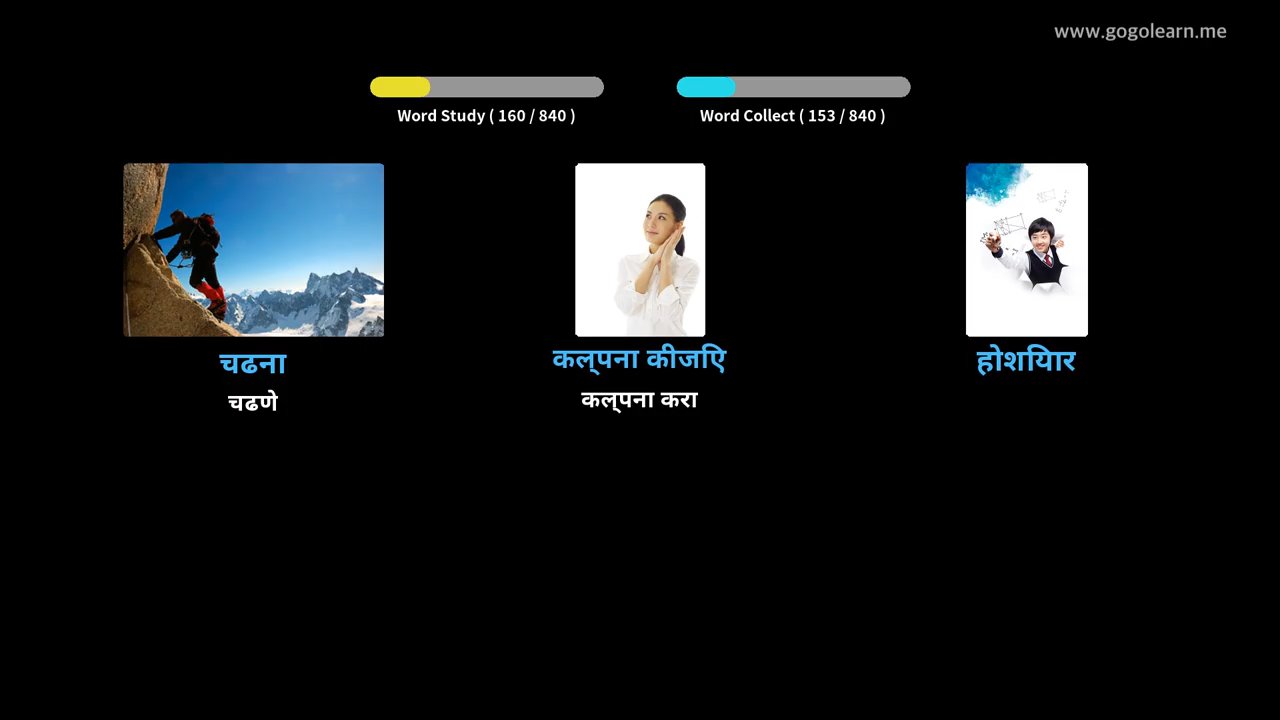 www.gogolearn.me
Word Study ( 160 / 840 )
Word Collect ( 153 / 840 )
चढना
चढणे
कल्पना कीजिए
कल्पना करा
होशियार